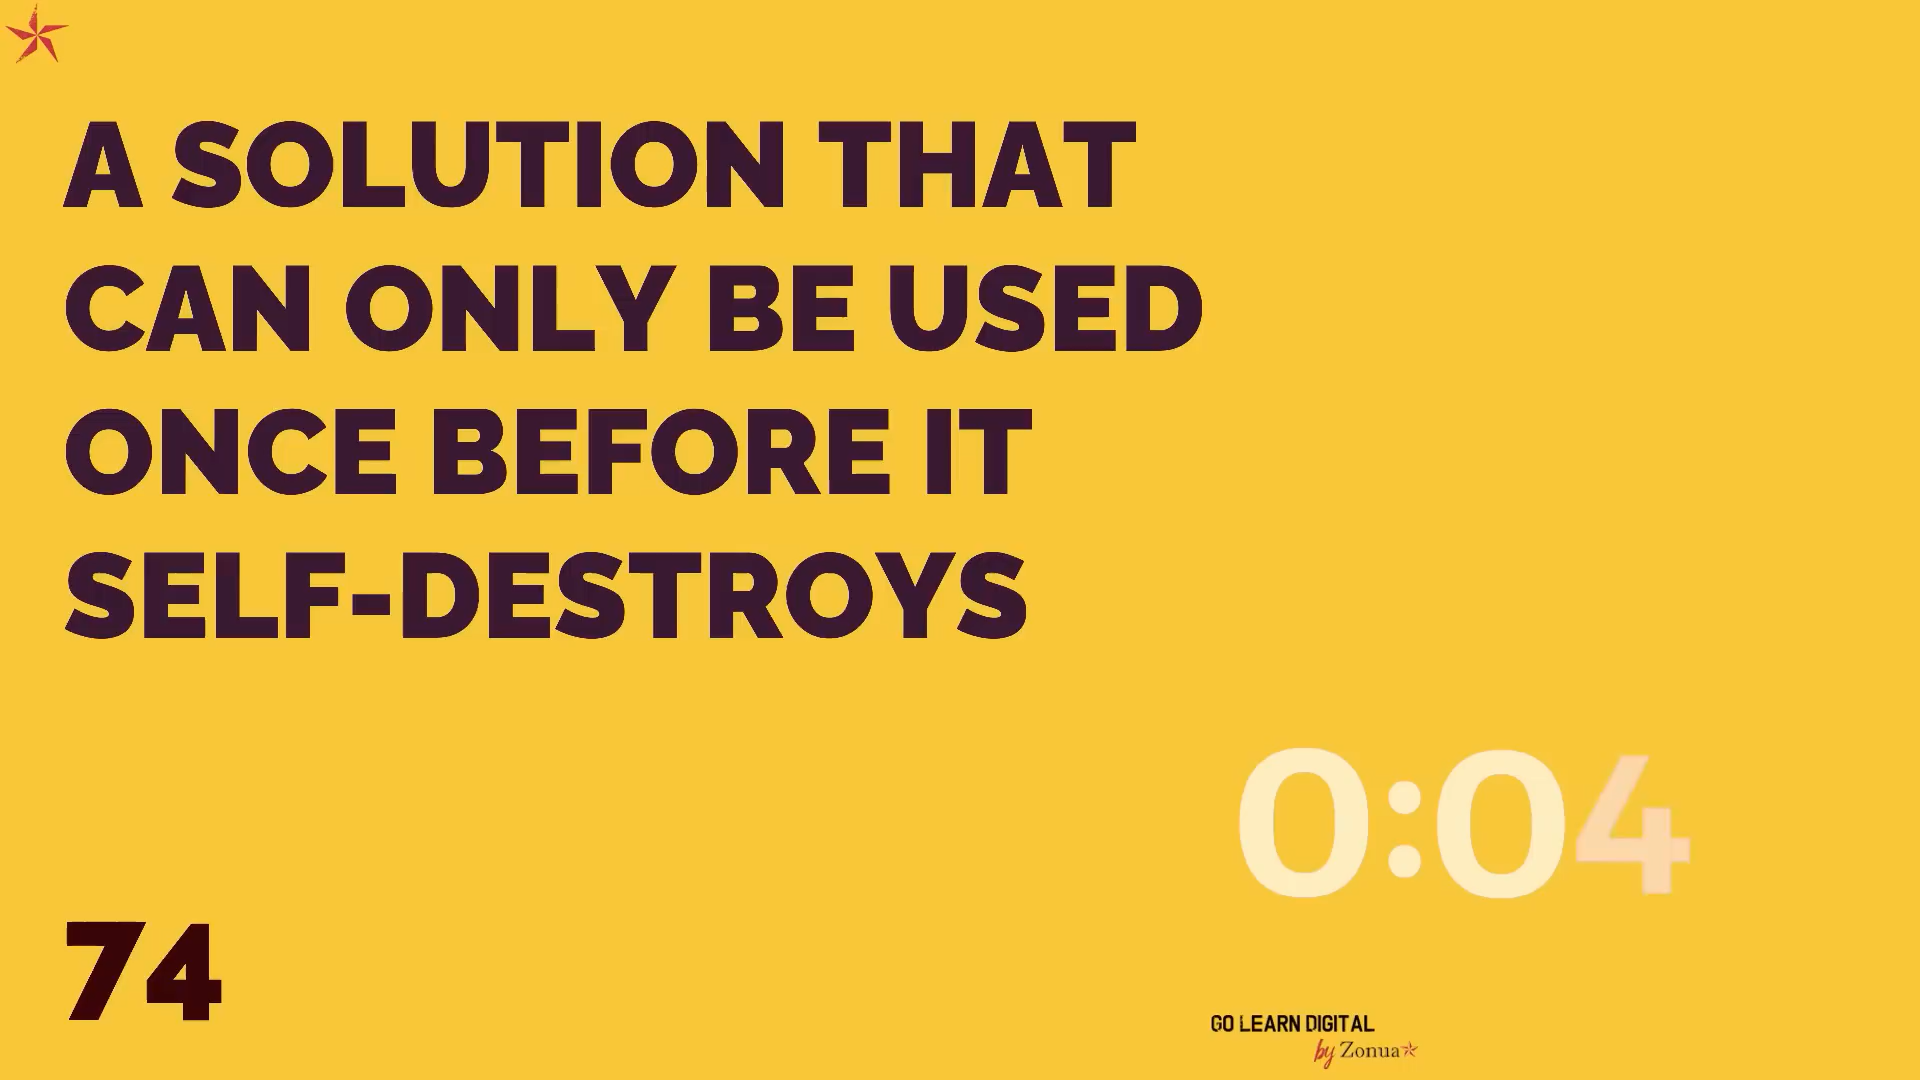 A SOLUTION THAT
CAN ONLY BE USED
ONCE BEFORE IT
SELF-DESTROYS
0:04
74
GO LEARN DIGITAL
by Zonua